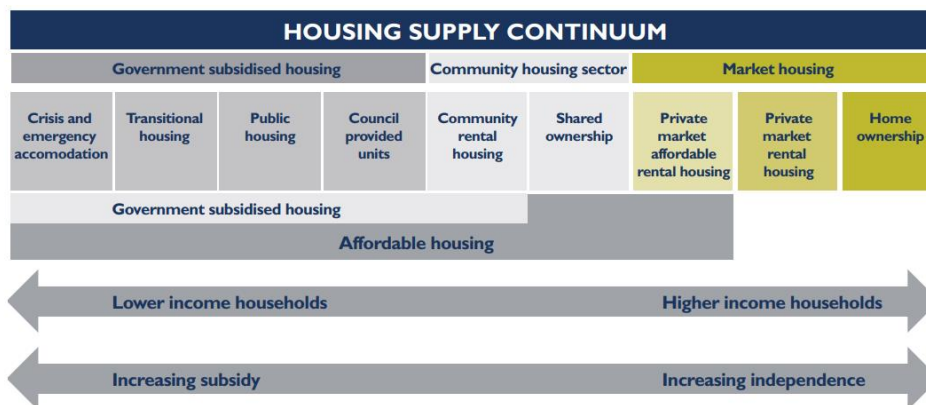 HOUSING SUPPLY CONTINUUM
Government subsidised housing
Community housing sector
Market housing
Crisis and
emergency
accomodation
Transitional
housing
Public
housing
Council
provided
units
Community
rental
housing
Shared
ownership
Private
market
affordable
rental housing
Private
market
rental
housing
Home
ownership
Government subsidised housing
Affordable housing
Lower income households
Higher income households
Increasing subsidy
Increasing independence